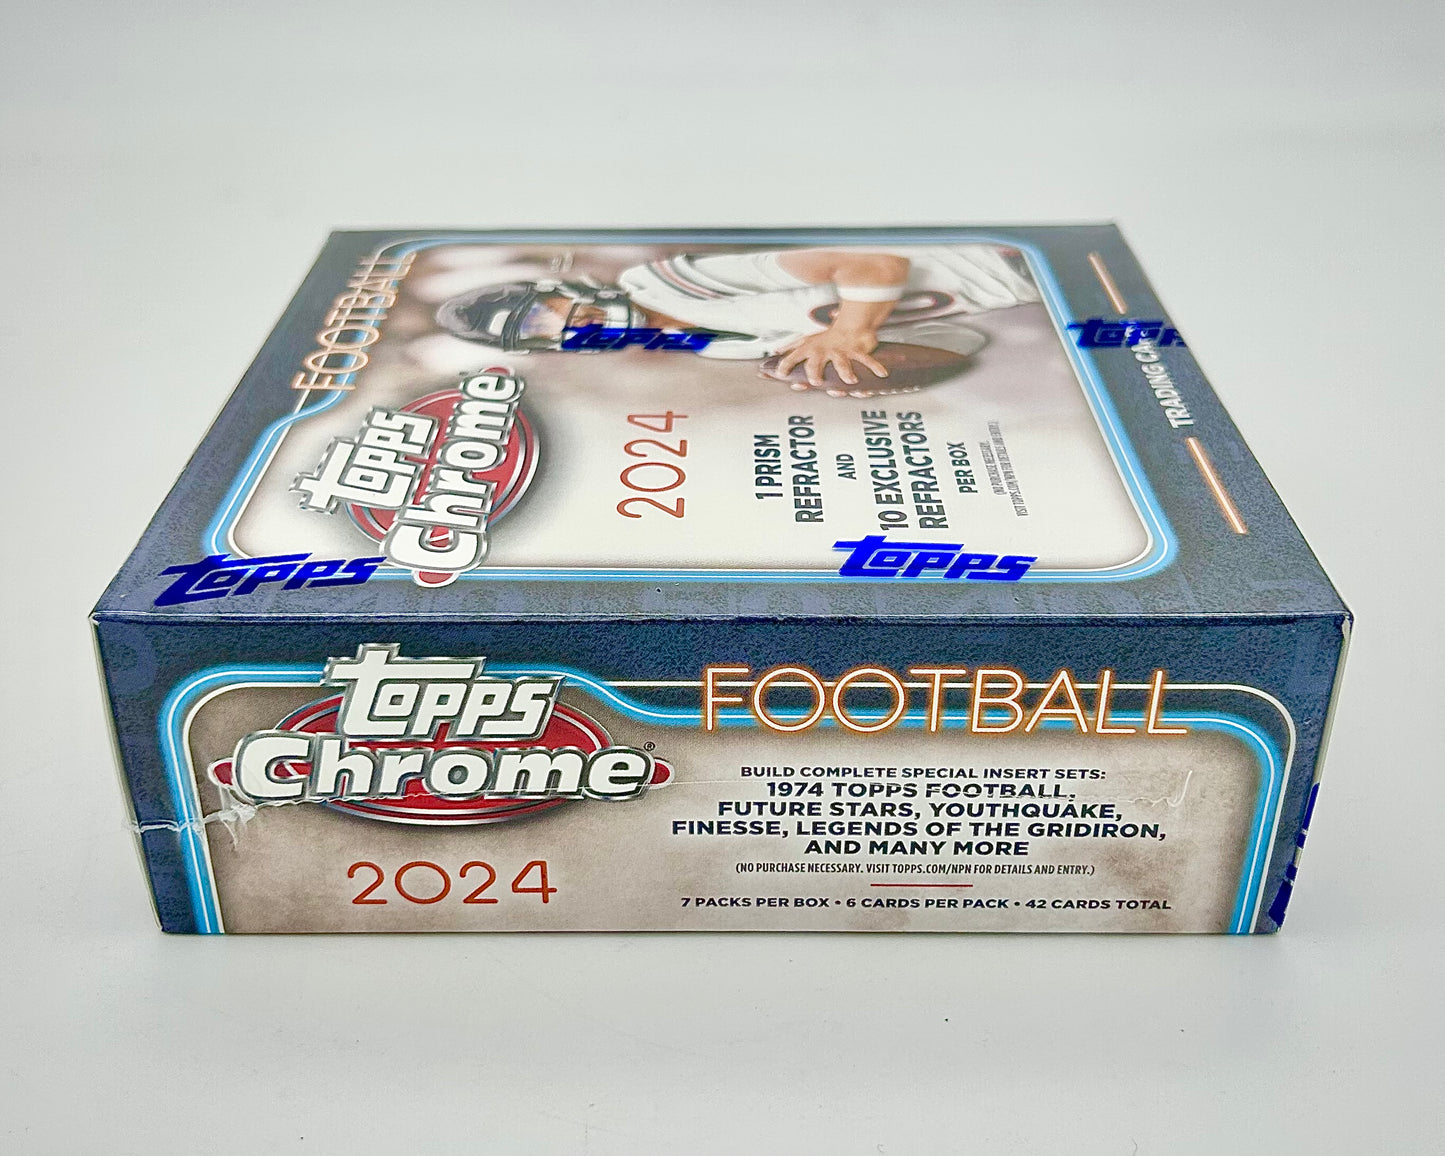 FOOTBALL
Topps
Chrome
2024
1 PRISM
REFRACTOR
AND
10 EXCLUSIVE
REFRACTORS
PER BOX
TRADING CA
Topps
Topps
Topps
Topps
Topps
Chrome®
2024
FOOTBALL
BUILD COMPLETE SPECIAL INSERT SETS:
1974 TOPPS FOOTBALL,
FUTURE STARS, YOUTHQUAKE,
FINESSE, LEGENDS OF THE GRIDIRON,
AND MANY MORE
(NO PURCHASE NECESSARY. VISIT TOPPS.COM/NPN FOR DETAILS AND ENTRY.)
7 PACKS PER BOX • 6 CARDS PER PACK • 42 CARDS TOTAL